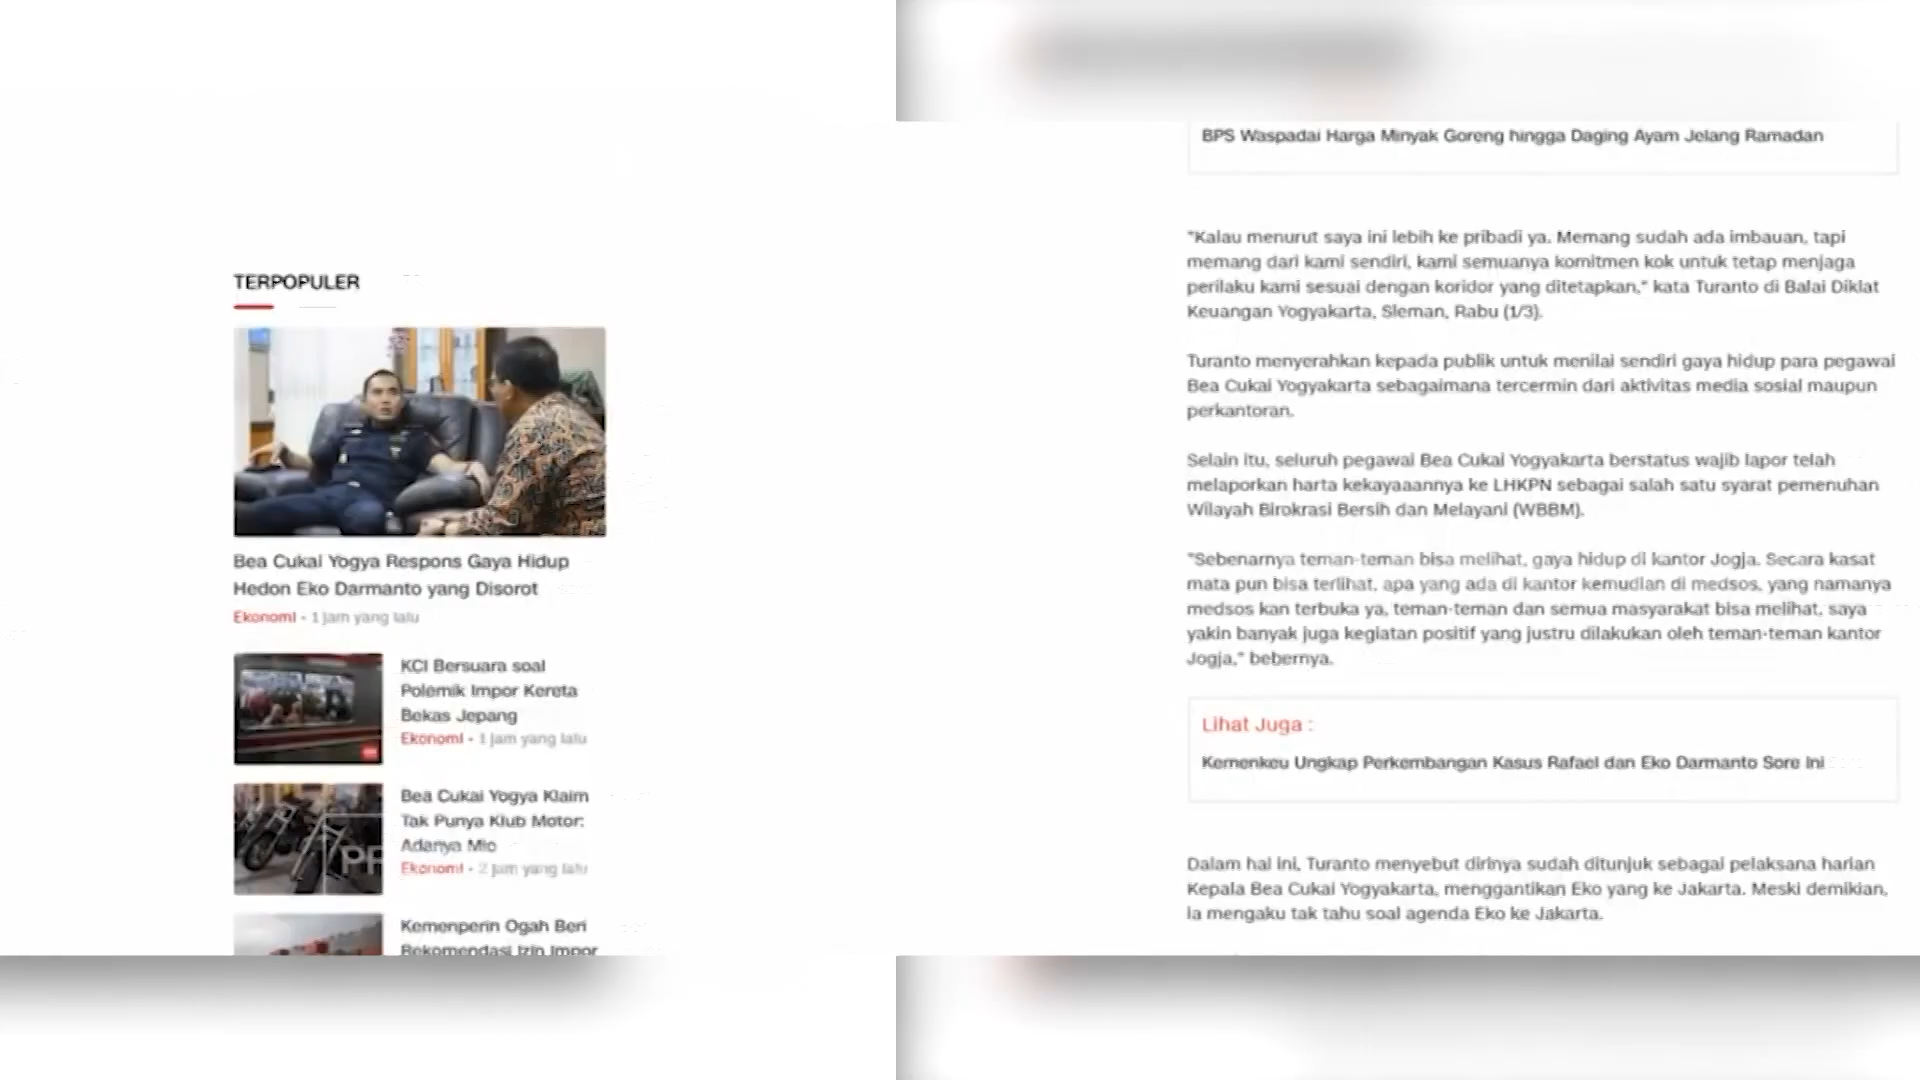 TERPOPULER
Bea Cukai Yogya Respons Gaya Hidup
Hedon Eko Darmanto yang Disorot
Ekonomi • 1 jam yang lalu
KCI Bersuara soal
Polemik Impor Kereta
Bekas Jepang
Ekonomi • 1 jam yang lalu
Bea Cukai Yogya Klaim
Tak Punya Klub Motor:
Adanya Mio
Ekonomi • 2 jam yang lalu
Kemenperin Ogah Beri
Rekomendasi Izin Impor
BPS Waspadai Harga Minyak Goreng hingga Daging Ayam Jelang Ramadan
"Kalau menurut saya ini lebih ke pribadi ya. Memang sudah ada imbauan, tapi
memang dari kami sendiri, kami semuanya komitmen kok untuk tetap menjaga
perilaku kami sesuai dengan koridor yang ditetapkan," kata Turanto di Balai Diklat
Keuangan Yogyakarta, Sleman, Rabu (1/3).
Turanto menyerahkan kepada publik untuk menilai sendiri gaya hidup para pegawai
Bea Cukai Yogyakarta sebagaimana tercermin dari aktivitas media sosial maupun
perkantoran.
Selain itu, seluruh pegawai Bea Cukai Yogyakarta berstatus wajib lapor telah
melaporkan harta kekayaaannya ke LHKPN sebagai salah satu syarat pemenuhan
Wilayah Birokrasi Bersih dan Melayani (WBBM).
"Sebenarnya teman-teman bisa melihat, gaya hidup di kantor Jogja. Secara kasat
mata pun bisa terlihat, apa yang ada di kantor kemudian di medsos, yang namanya
medsos kan terbuka ya, teman-teman dan semua masyarakat bisa melihat, saya
yakin banyak juga kegiatan positif yang justru dilakukan oleh teman-teman kantor
Jogja," bebernya.
Lihat Juga :
Kemenkeu Ungkap Perkembangan Kasus Rafael dan Eko Darmanto Sore Ini
Dalam hal ini, Turanto menyebut dirinya sudah ditunjuk sebagai pelaksana harian
Kepala Bea Cukai Yogyakarta, menggantikan Eko yang ke Jakarta. Meski demikian,
ia mengaku tak tahu soal agenda Eko ke Jakarta.